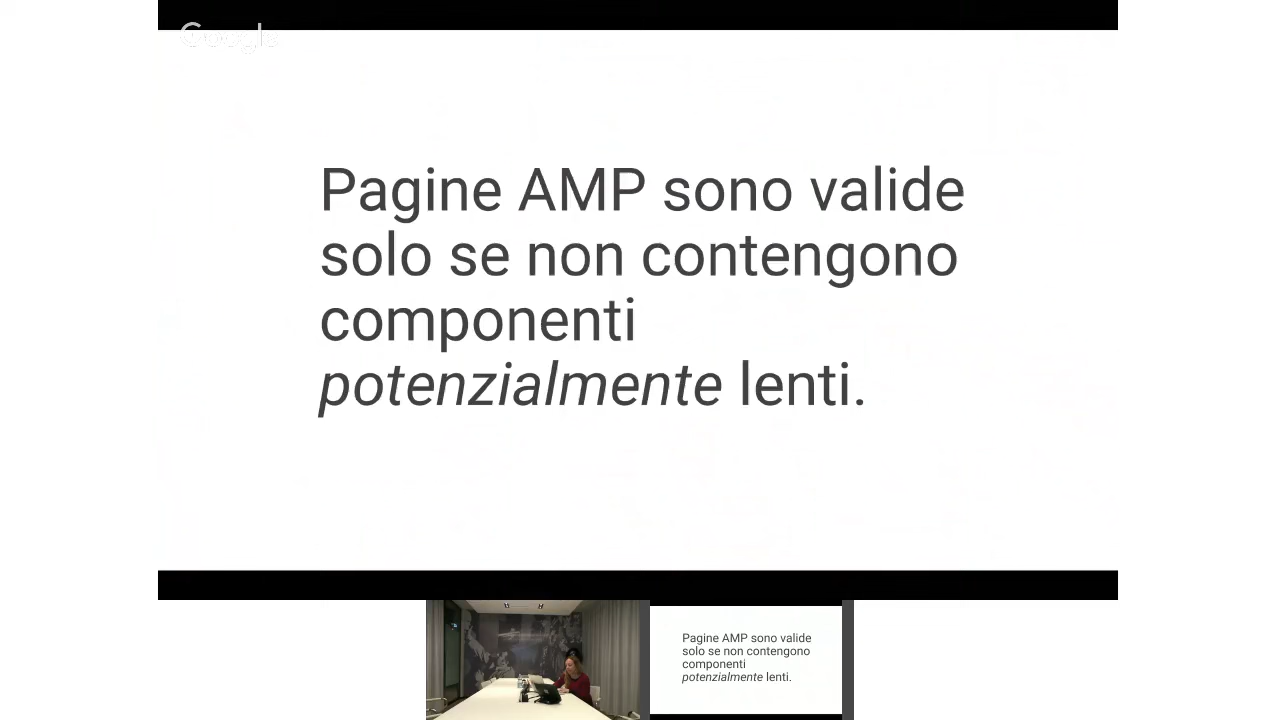 Google
Pagine AMP sono valide
solo se non contengono
componenti
potenzialmente lenti.
Pagine AMP sono valide
solo se non contengono
componenti
potenzialmente lenti.